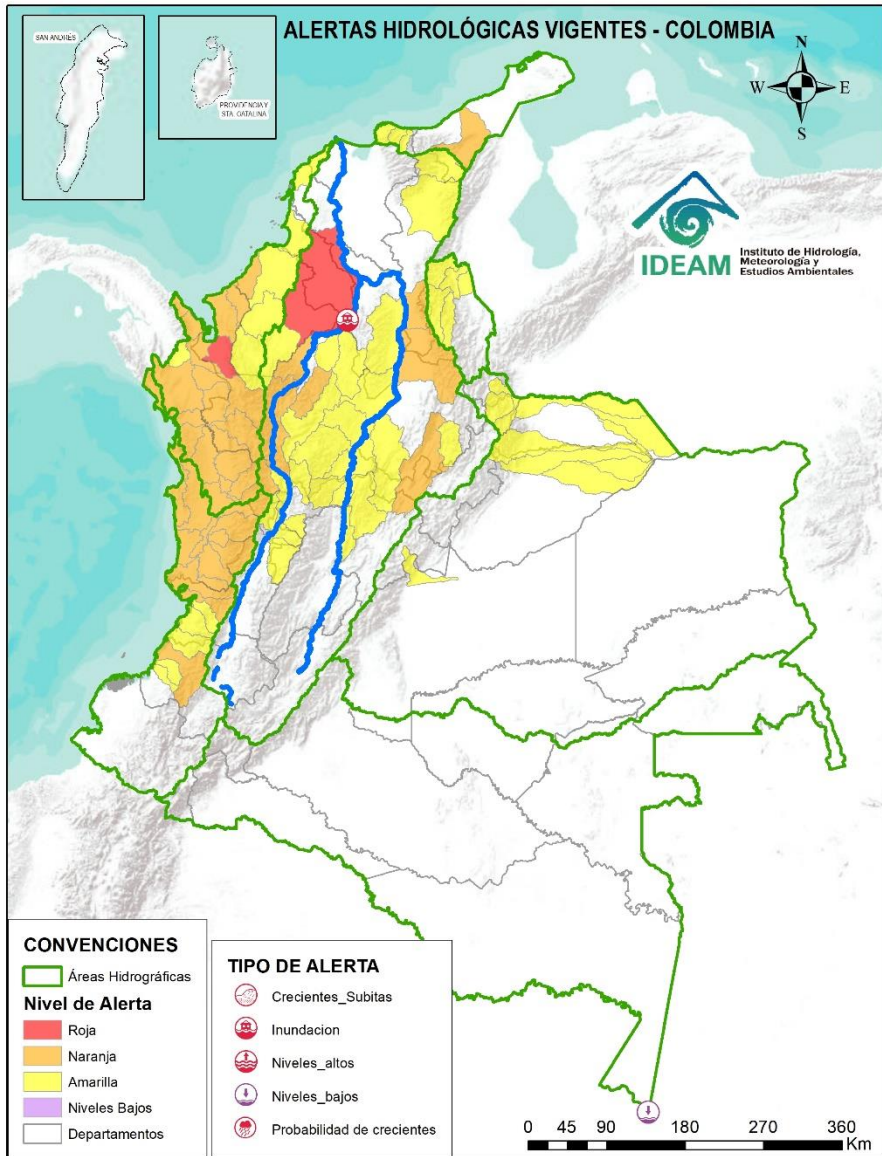 ALERTAS HIDROLÓGICAS VIGENTES - COLOMBIA
SAN ANDRÉS
PROVIDENCIA Y
STA. CATALINA
N
W
E
S
IDEAM
Instituto de Hidrología,
Meteorología y
Estudios Ambientales
CONVENCIONES
Áreas Hidrográficas
Nivel de Alerta
Roja
Naranja
Amarilla
Niveles Bajos
Departamentos
TIPO DE ALERTA
Crecientes_Subitas
Inundacion
Niveles_altos
Niveles_bajos
Probabilidad de crecientes
0 45 90 180 270 360
Km